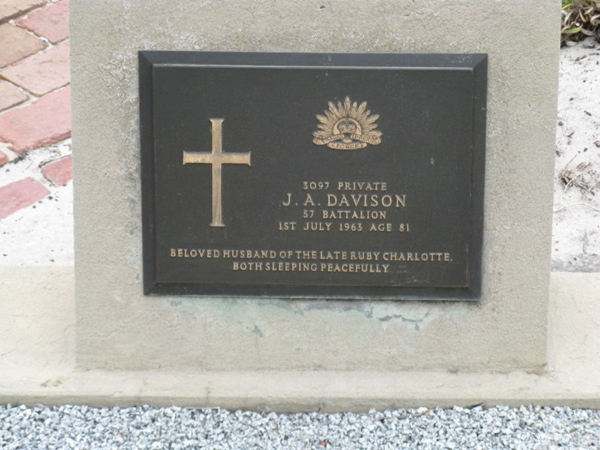 3097 PRIVATE
J. A. DAVISON
57 BATTALION
1ST JULY 1963 AGE 81
BELOVED HUSBAND OF THE LATE RUBY CHARLOTTE,
BOTH SLEEPING PEACEFULLY